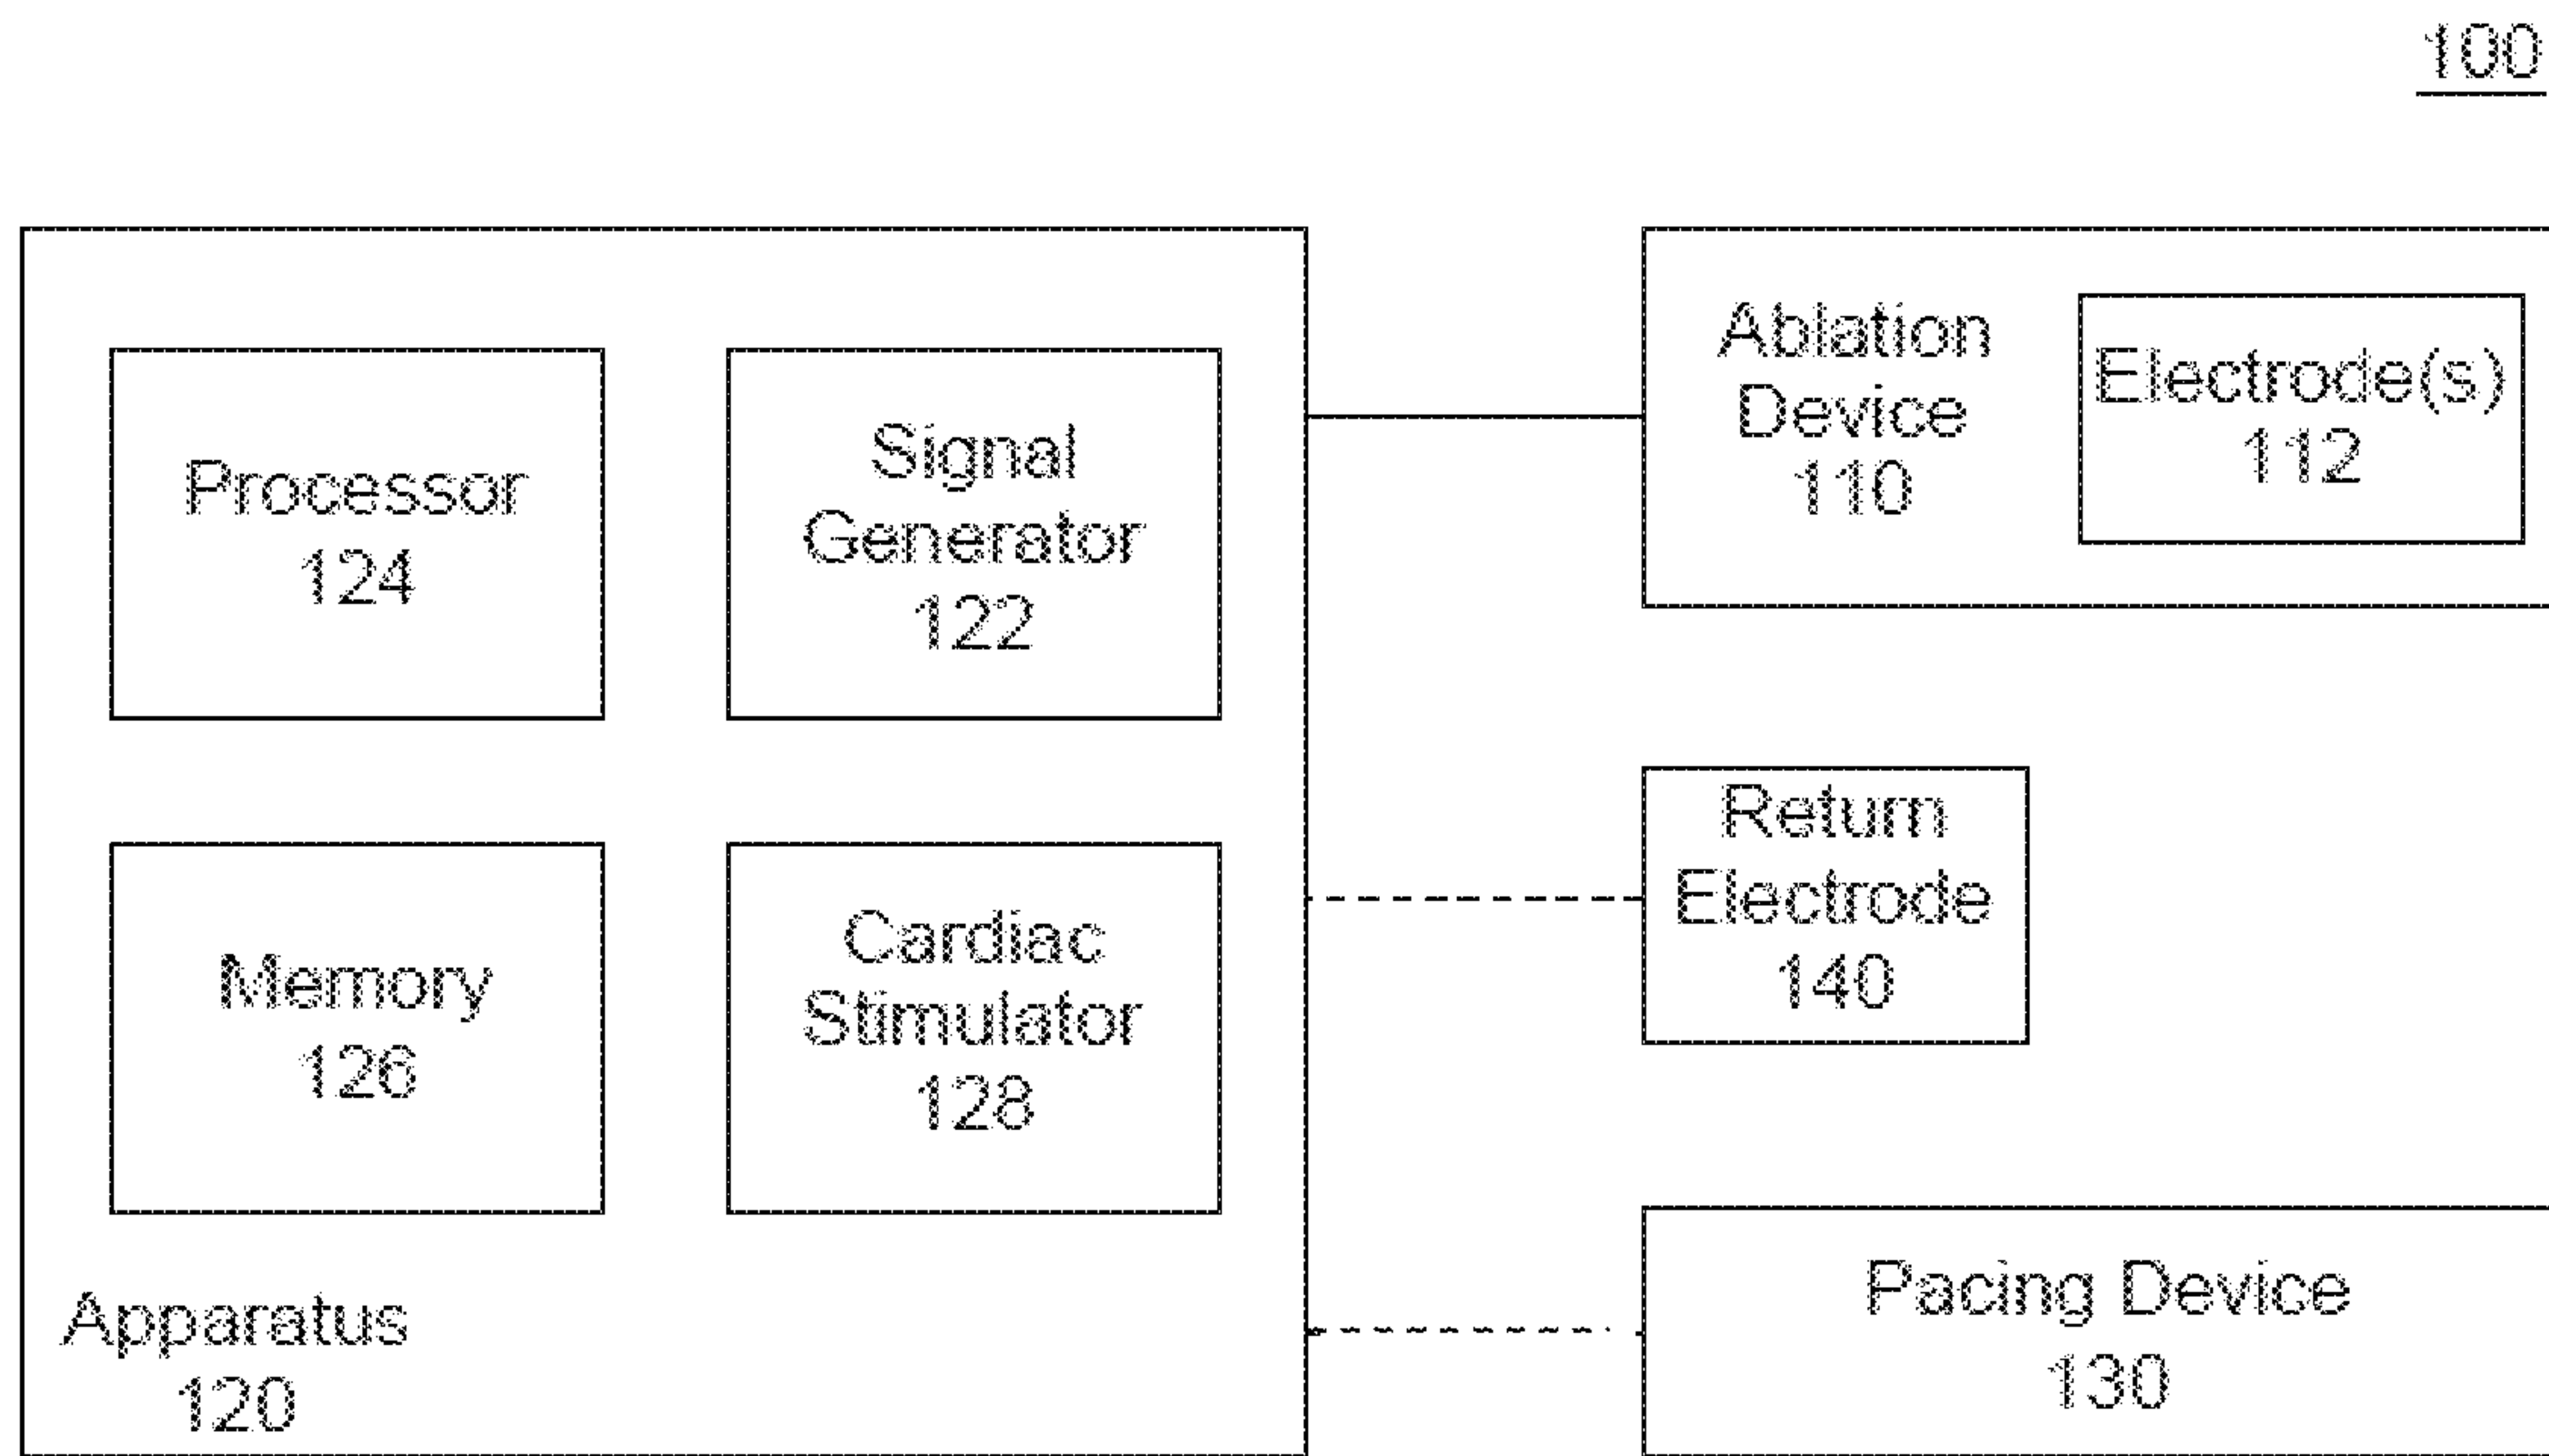 100
Processor
124
Signal
Generator
122
Memory
126
Cardiac
Stimulator
128
Apparatus
120
Ablation
Device
110
Electrode(s)
112
Return
Electrode
140
Pacing Device
130